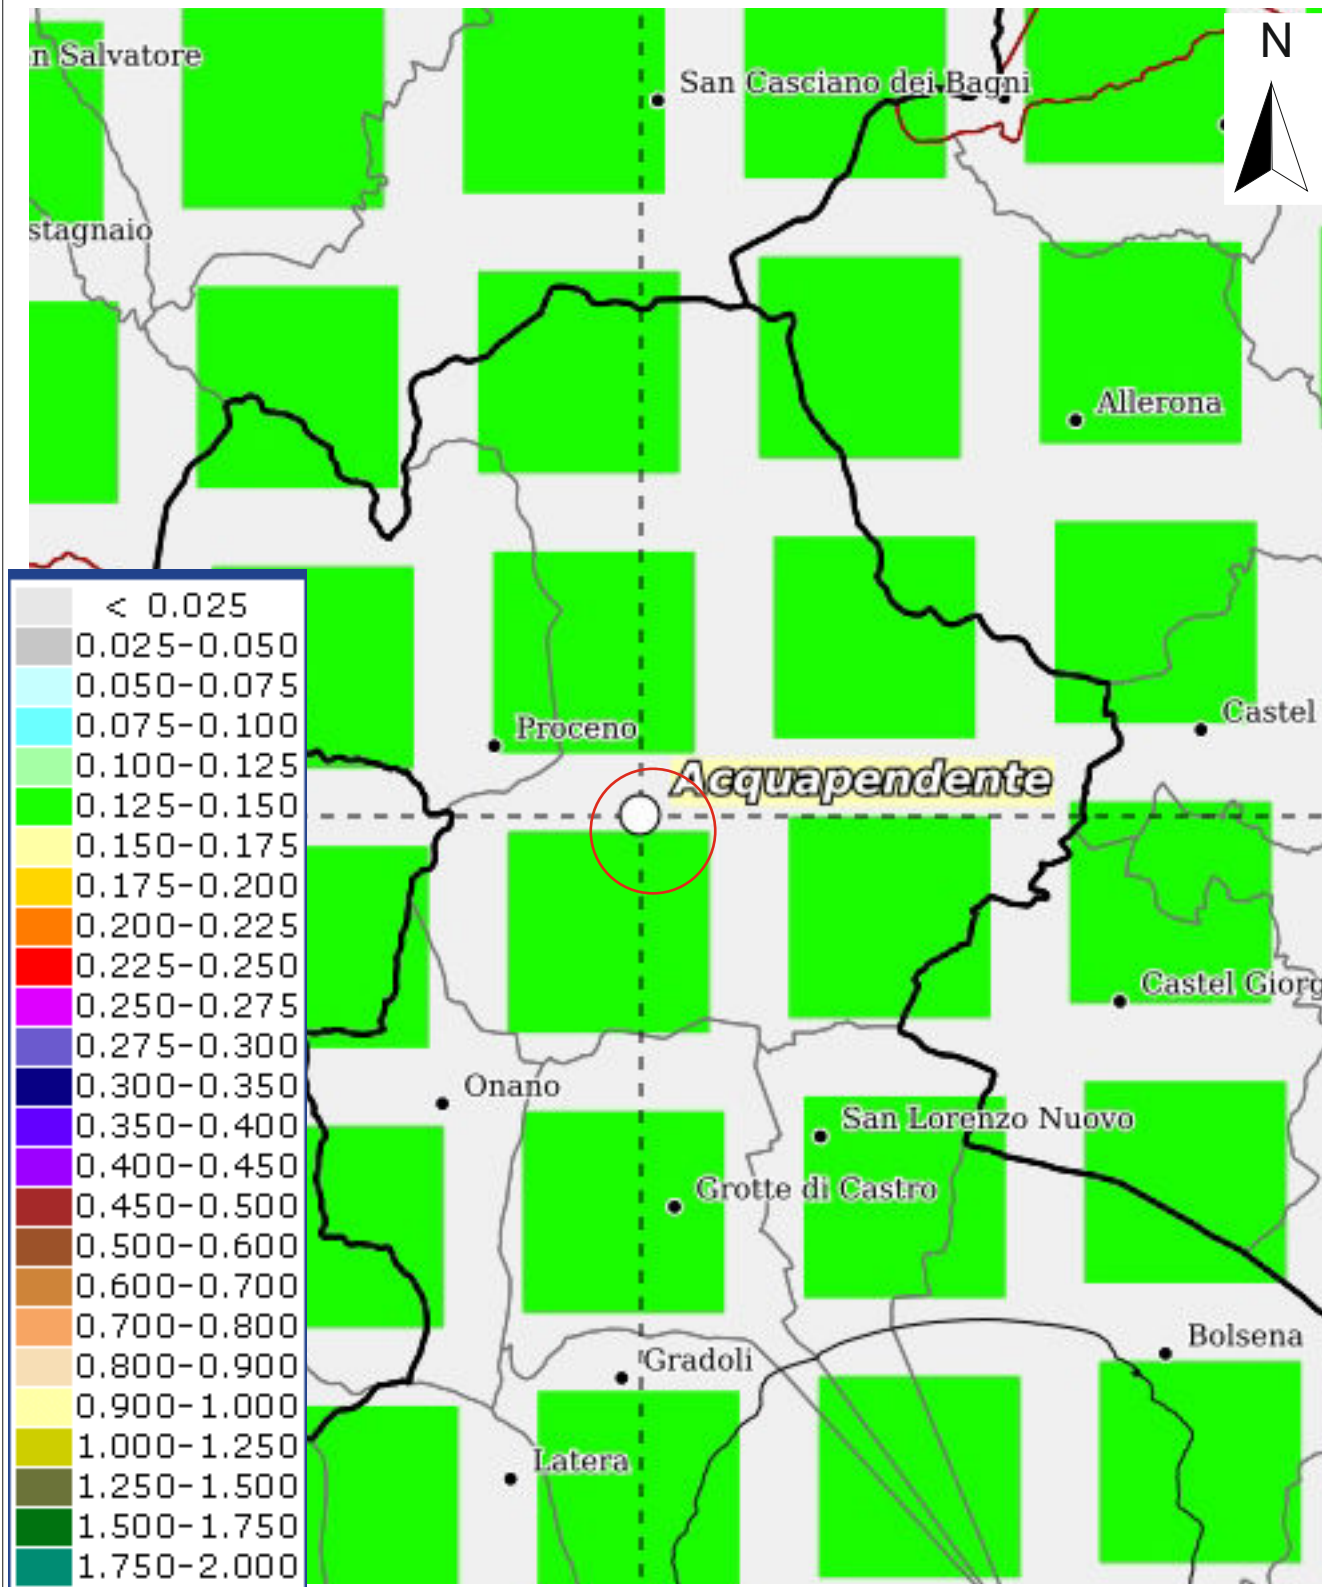 n Salvatore
San Casciano dei Bagni
N
stagnaio
Allerona
Castel
Proceno
Acquapendente
Castel Giorg
Onano
San Lorenzo Nuovo
Grotte di Castro
Bolsena
Gradoli
Latera
< 0.025
0.025-0.050
0.050-0.075
0.075-0.100
0.100-0.125
0.125-0.150
0.150-0.175
0.175-0.200
0.200-0.225
0.225-0.250
0.250-0.275
0.275-0.300
0.300-0.350
0.350-0.400
0.400-0.450
0.450-0.500
0.500-0.600
0.600-0.700
0.700-0.800
0.800-0.900
0.900-1.000
1.000-1.250
1.250-1.500
1.500-1.750
1.750-2.000